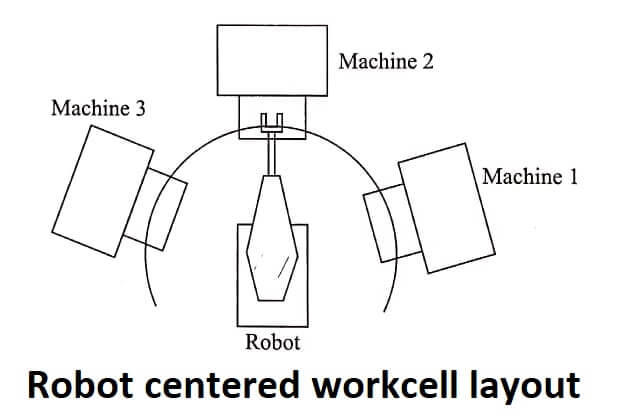 Machine 2
Machine 3
Machine 1
Robot
Robot centered workcell layout